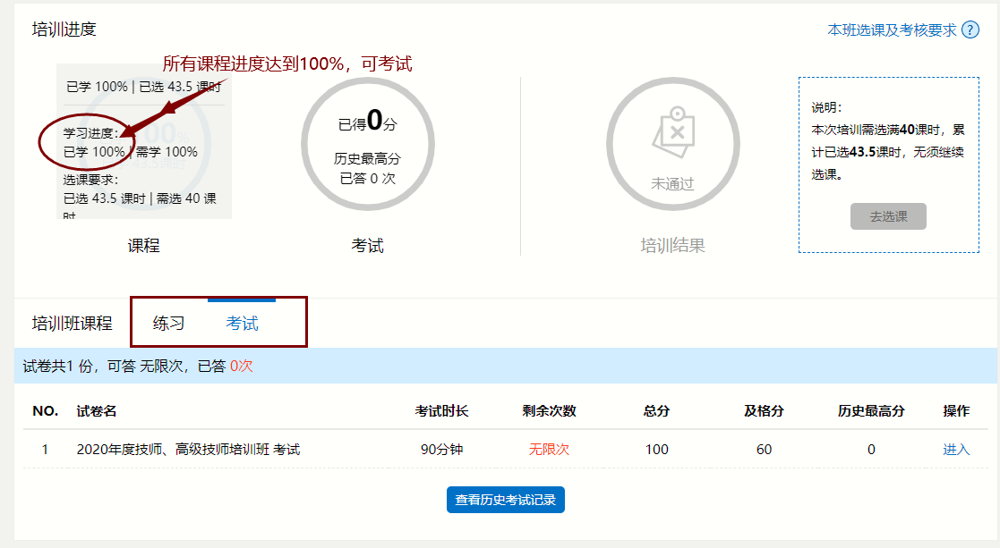 培训进度
本班选课及考核要求 ?
所有课程进度达到100%，可考试
已学 100% | 已选 43.5 课时
学习进度：
已学 100% | 需学 100%
选课要求：
已选 43.5 课时 | 需选 40 课
时
课程
已得0分
历史最高分
已答 0 次
考试
未通过
培训结果
说明：
本次培训需选满40课时，累
计已选43.5课时，无须继续
选课。
去选课
培训班课程 练习 考试
试卷共1 份，可答 无限次，已答 0次
NO. 试卷名 考试时长 剩余次数 总分 及格分 历史最高分 操作
1 2020年度技师、高级技师培训班 考试 90分钟 无限次 100 60 0 进入
查看历史考试记录